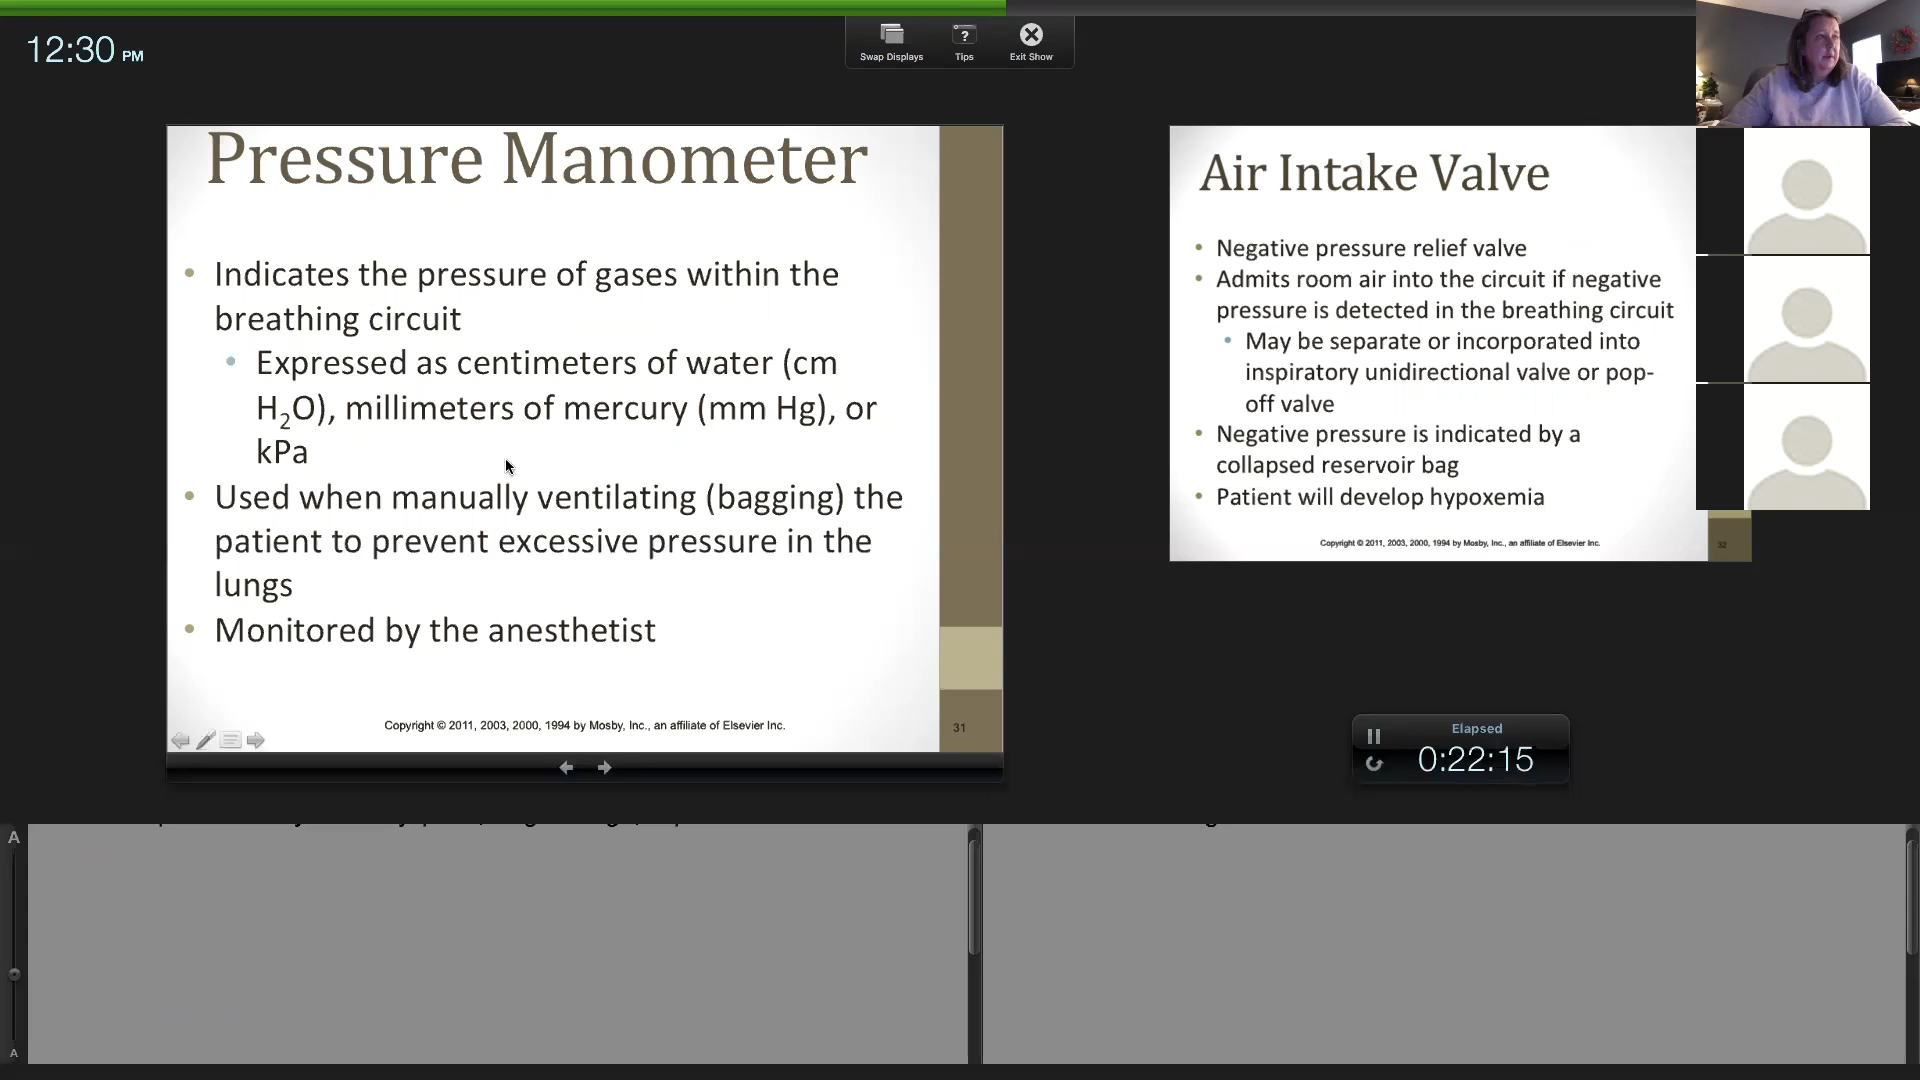 12:30 PM
Swap Displays
Tips
Exit Show
Pressure Manometer
• Indicates the pressure of gases within the
breathing circuit
• Expressed as centimeters of water (cm
H₂O), millimeters of mercury (mm Hg), or
kPa
• Used when manually ventilating (bagging) the
patient to prevent excessive pressure in the
lungs
• Monitored by the anesthetist
Copyright © 2011, 2003, 2000, 1994 by Mosby, Inc., an affiliate of Elsevier Inc.
31
Air Intake Valve
• Negative pressure relief valve
• Admits room air into the circuit if negative
pressure is detected in the breathing circuit
• May be separate or incorporated into
inspiratory unidirectional valve or pop-
off valve
• Negative pressure is indicated by a
collapsed reservoir bag
• Patient will develop hypoxemia
Copyright © 2011, 2003, 2000, 1994 by Mosby, Inc., an affiliate of Elsevier Inc.
32
Elapsed
0:22:15
A
A